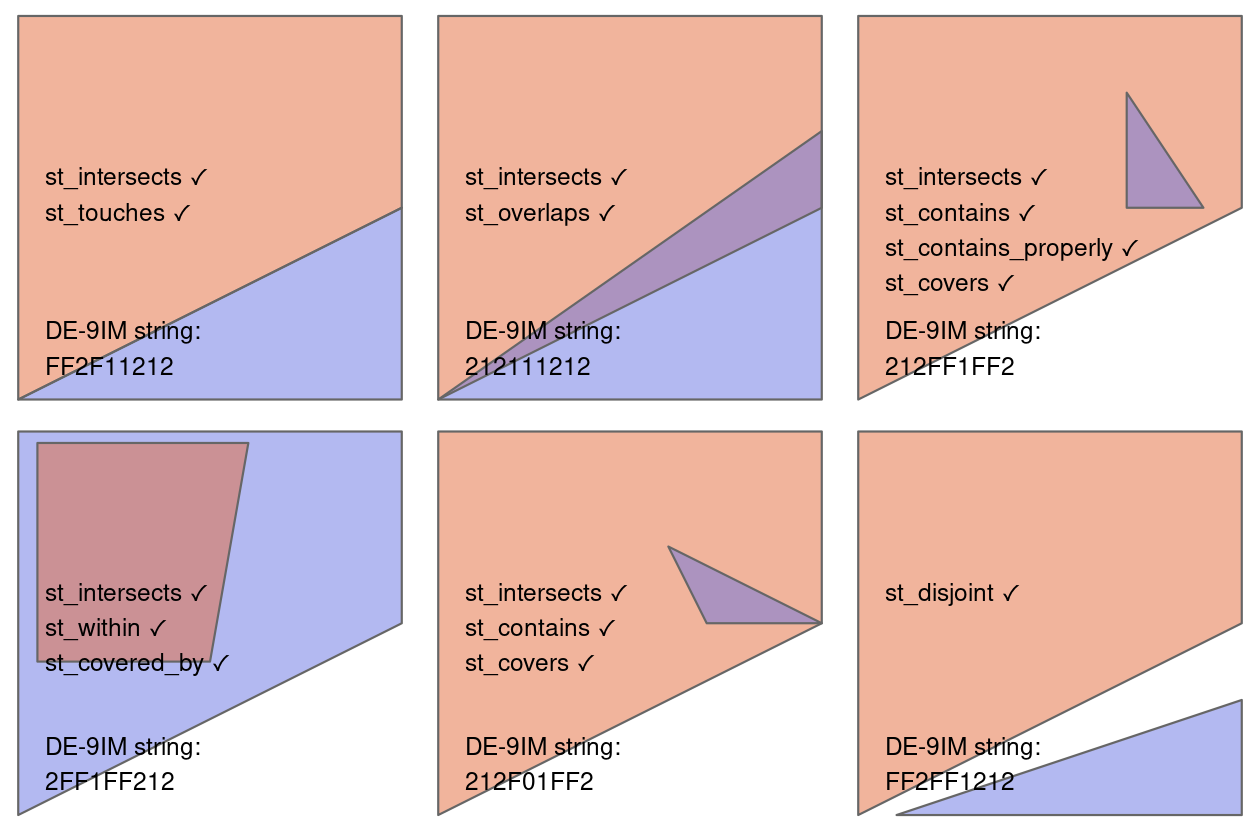 st_intersects ✓
st_touches ✓
DE-9IM string:
FF2F11212
st_intersects ✓
st_overlaps ✓
DE-9IM string:
212111212
st_intersects ✓
st_contains ✓
st_contains_properly ✓
st_covers ✓
DE-9IM string:
212FF1FF2
st_intersects ✓
st_within ✓
st_covered_by ✓
DE-9IM string:
2FF1FF212
st_intersects ✓
st_contains ✓
st_covers ✓
DE-9IM string:
212F01FF2
st_disjoint ✓
DE-9IM string:
FF2FF1212